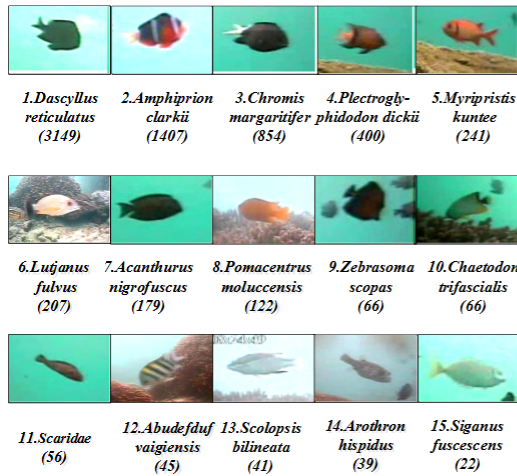 1.Dascyllus reticulatus (3149)
2.Amphiprion clarkii (1407)
3.Chromis margaritifer (854)
4.Plectrogly-phidodon dickii (400)
5.Myripristis kuntee (241)
6.Lutjanus fulvus (207)
7.Acanthurus nigrofuscus (179)
8.Pomacentrus moluccensis (122)
9.Zebrasoma scopas (66)
10.Chaetodon trifascialis (66)
11.Scaridae (56)
12.Abudefduf vaigiensis (45)
13.Scolopsis bilineata (41)
14.Arothron hispidus (39)
15.Siganus fuscescens (22)